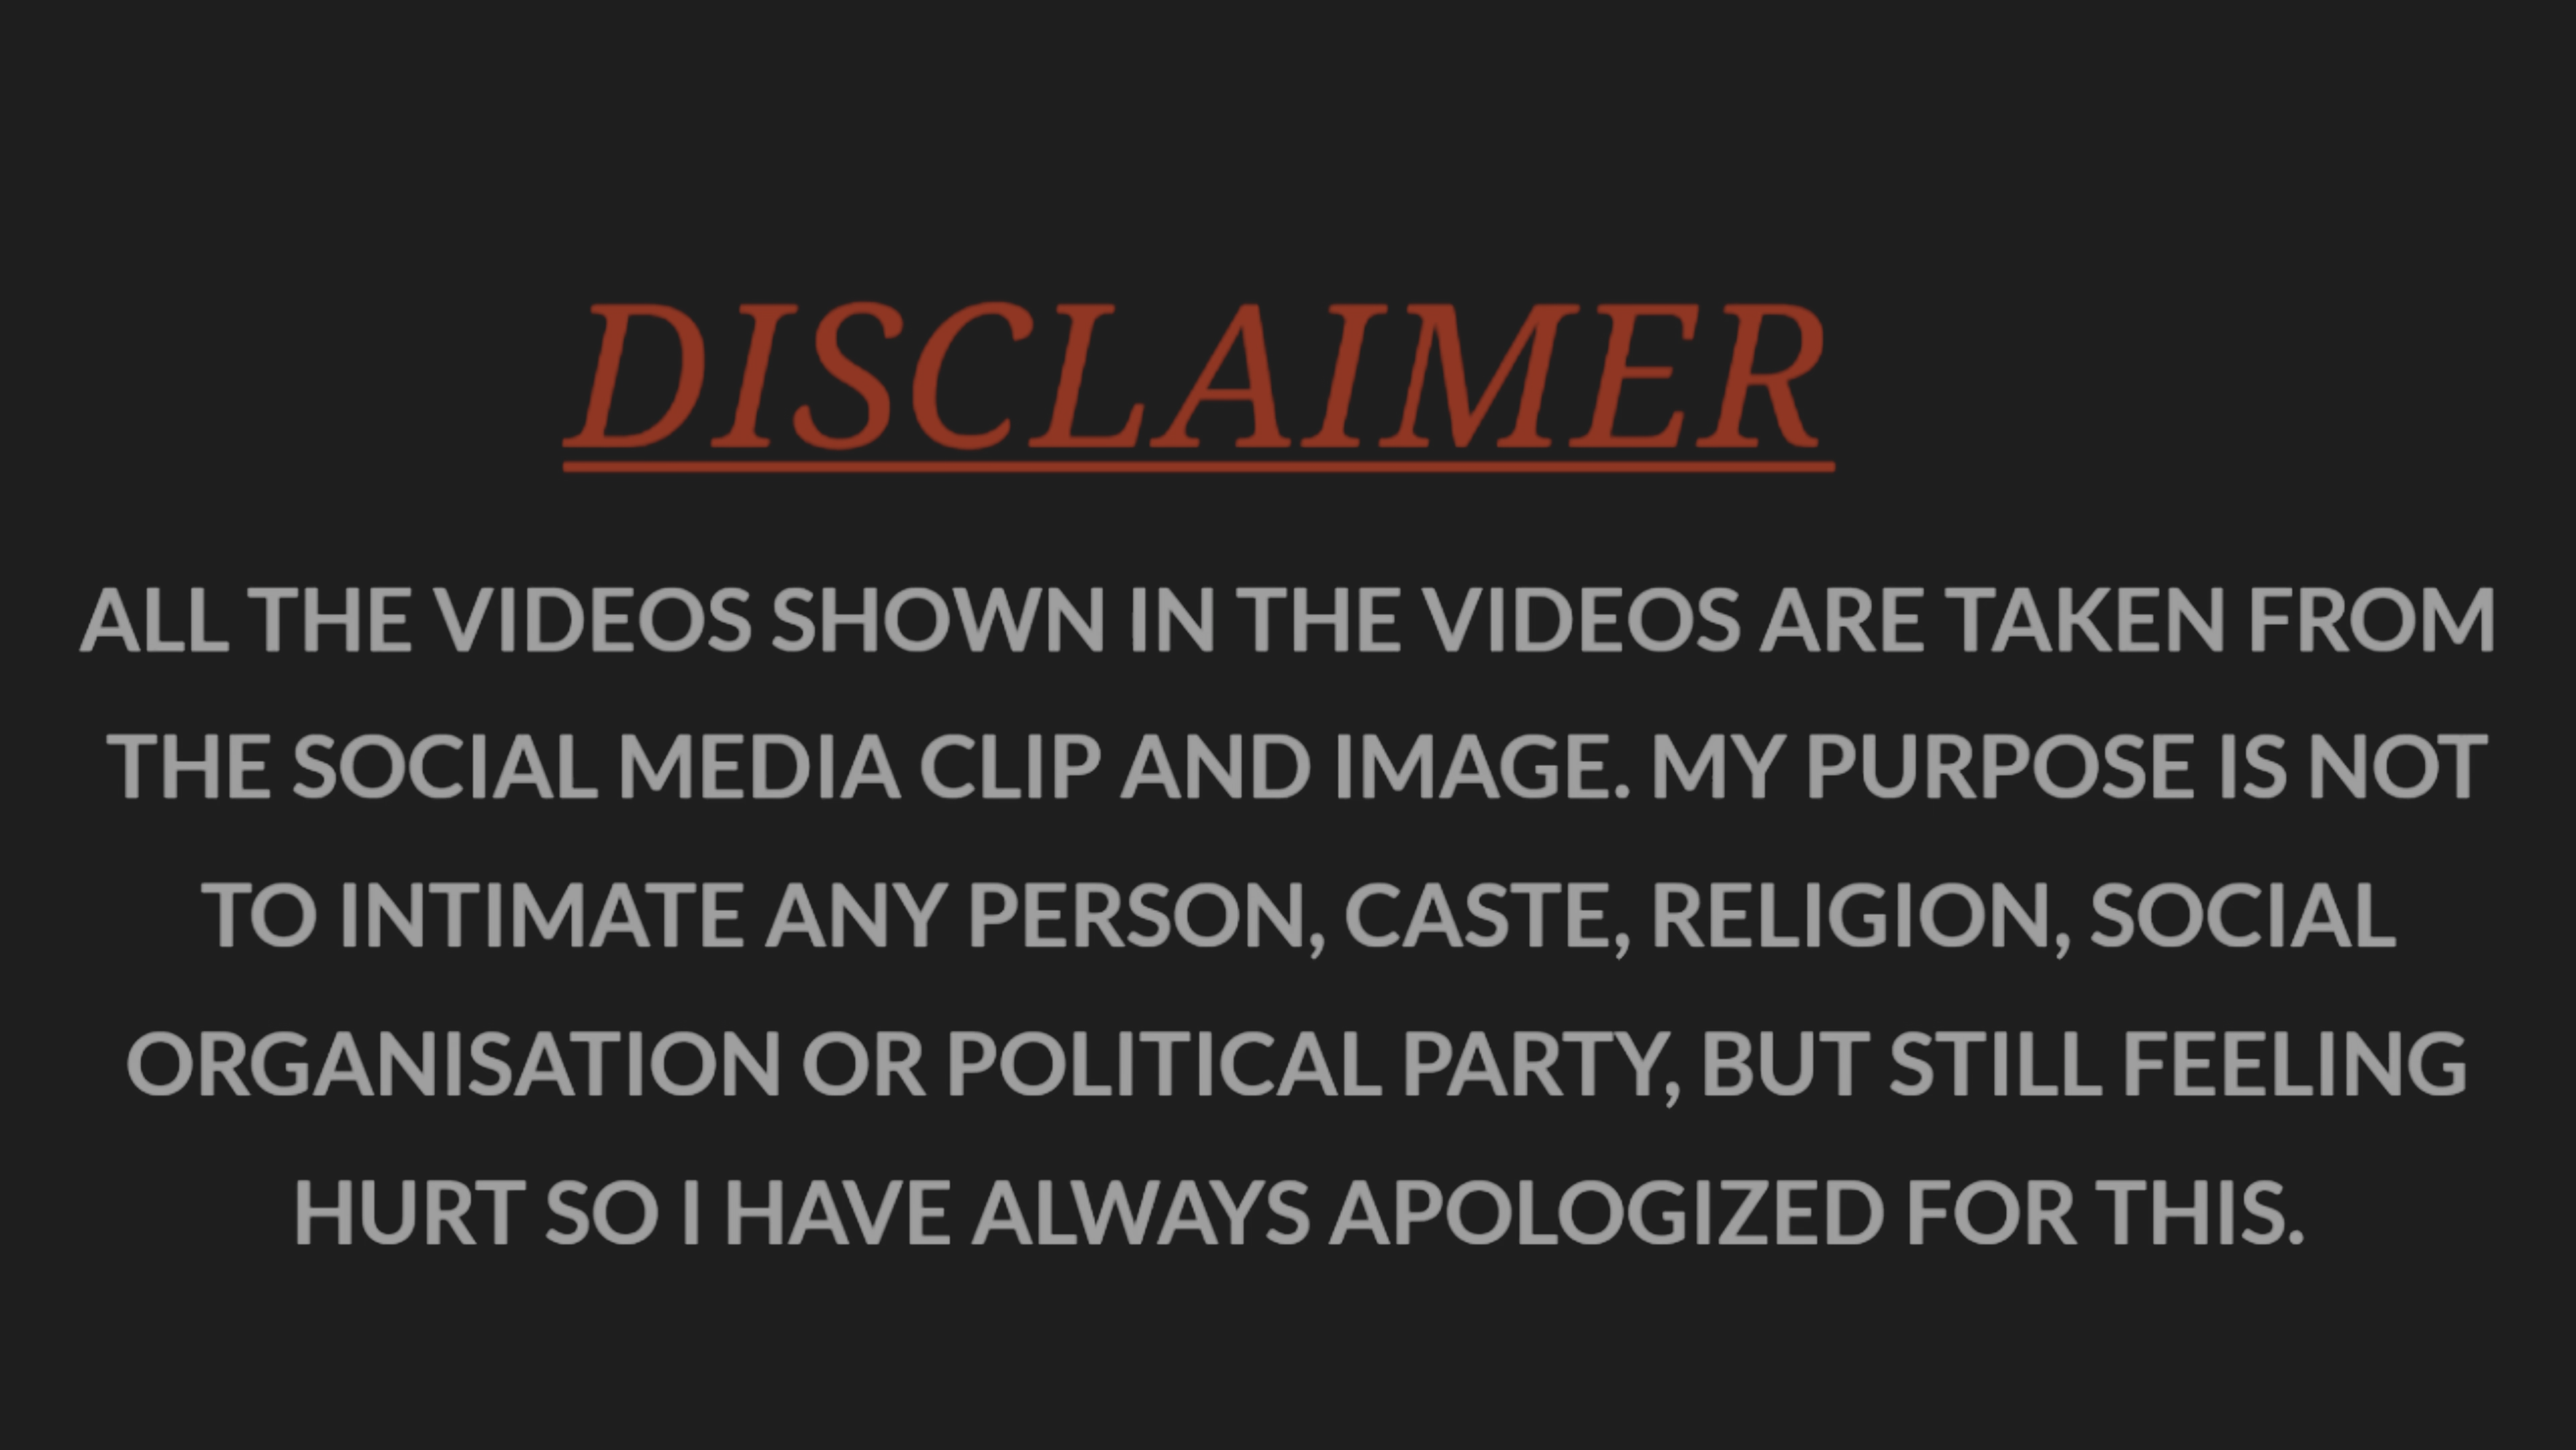 DISCLAIMER
ALL THE VIDEOS SHOWN IN THE VIDEOS ARE TAKEN FROM
THE SOCIAL MEDIA CLIP AND IMAGE. MY PURPOSE IS NOT
TO INTIMATE ANY PERSON, CASTE, RELIGION, SOCIAL
ORGANISATION OR POLITICAL PARTY, BUT STILL FEELING
HURT SO I HAVE ALWAYS APOLOGIZED FOR THIS.